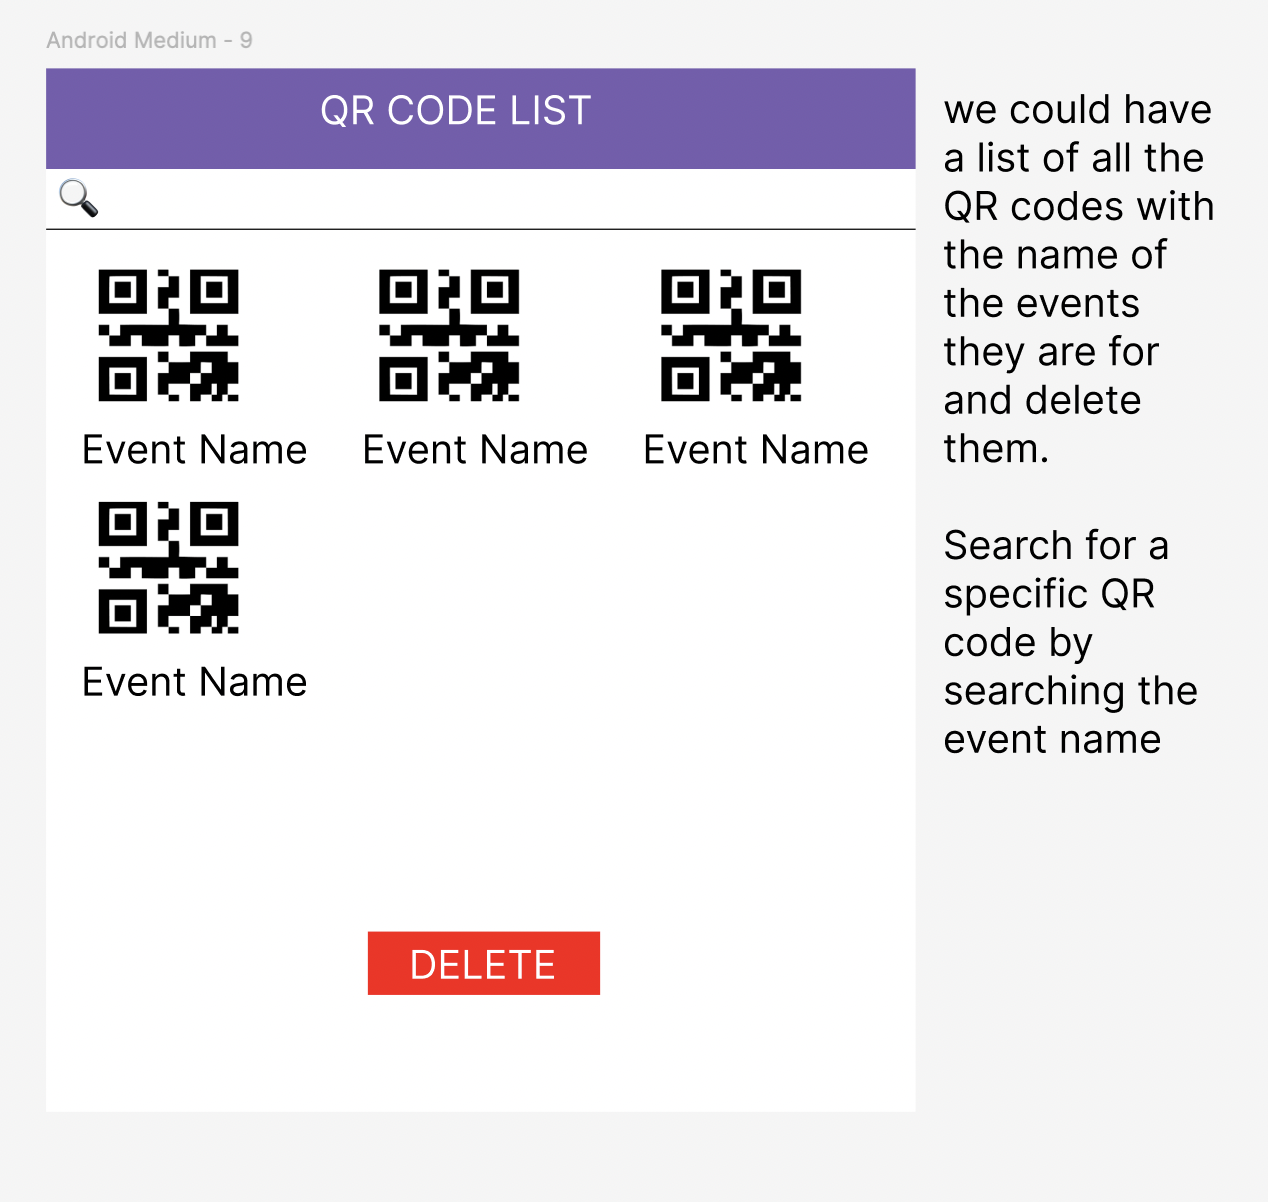 Android Medium - 9
QR CODE LIST
Event Name
Event Name
Event Name
Event Name
DELETE
we could have
a list of all the
QR codes with
the name of
the events
they are for
and delete
them.
Search for a
specific QR
code by
searching the
event name